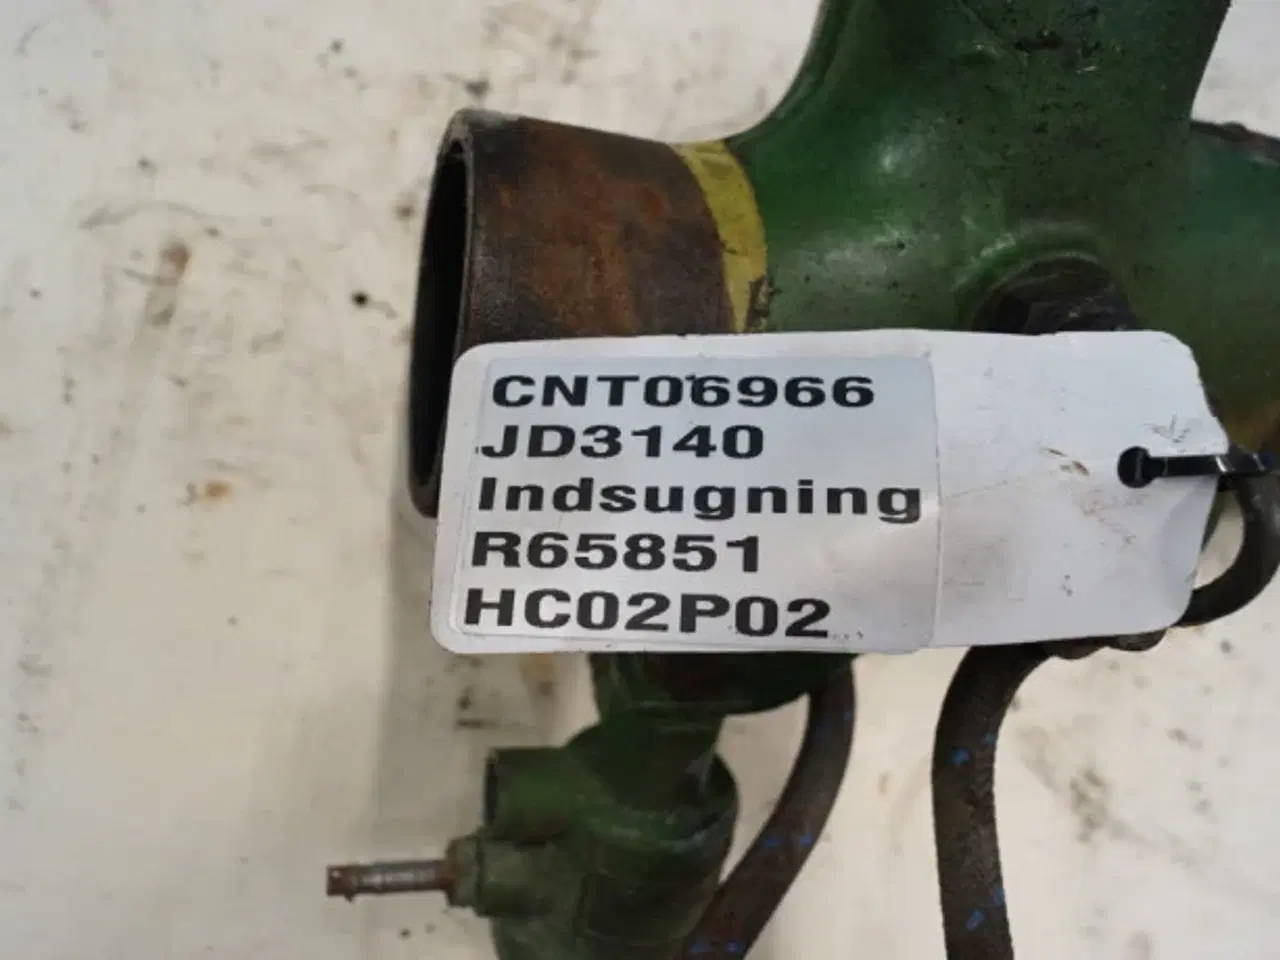 CNT06966
JD3140
Indsugning
R65851
HC02P02